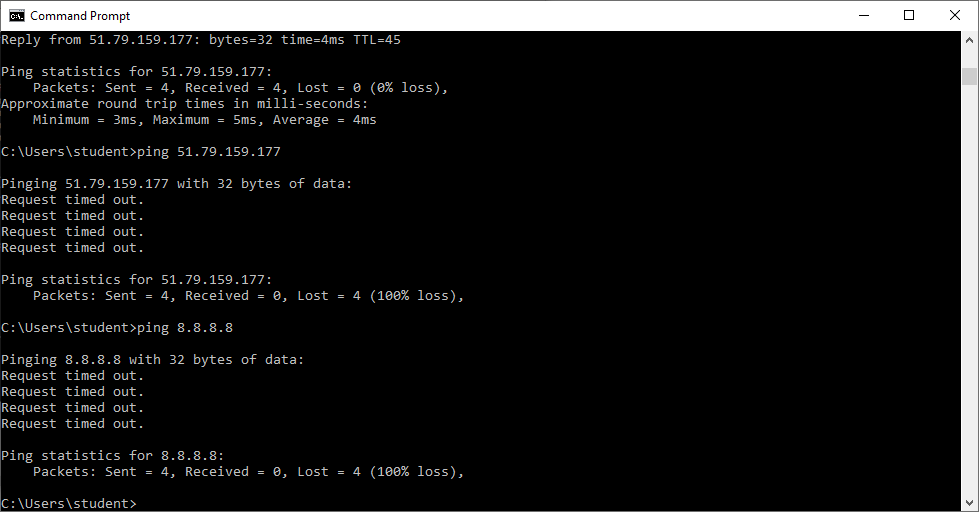 Command Prompt
Reply from 51.79.159.177: bytes=32 time=4ms TTL=45
Ping statistics for 51.79.159.177:
    Packets: Sent = 4, Received = 4, Lost = 0 (0% loss),
Approximate round trip times in milli-seconds:
    Minimum = 3ms, Maximum = 5ms, Average = 4ms
C:\Users\student>ping 51.79.159.177
Pinging 51.79.159.177 with 32 bytes of data:
Request timed out.
Request timed out.
Request timed out.
Request timed out.
Ping statistics for 51.79.159.177:
    Packets: Sent = 4, Received = 0, Lost = 4 (100% loss),
C:\Users\student>ping 8.8.8.8
Pinging 8.8.8.8 with 32 bytes of data:
Request timed out.
Request timed out.
Request timed out.
Request timed out.
Ping statistics for 8.8.8.8:
    Packets: Sent = 4, Received = 0, Lost = 4 (100% loss),
C:\Users\student>